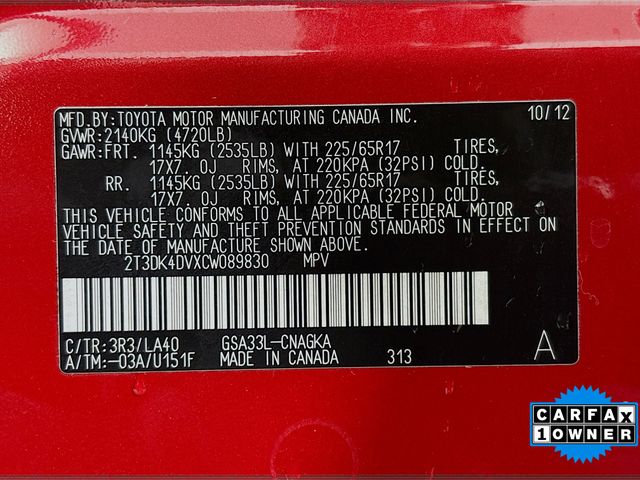 MFD.BY:TOYOTA MOTOR MANUFACTURING CANADA INC. 10/12
GVWR:2140KG (4720LB)
GAWR:FRT. 1145KG (2535LB) WITH 225/65R17 TIRES,
17X7. 0J RIMS, AT 220KPA (32PSI) COLD.
RR. 1145KG (2535LB) WITH 225/65R17 TIRES,
17X7. 0J RIMS, AT 220KPA (32PSI) COLD.
THIS VEHICLE CONFORMS TO ALL APPLICABLE FEDERAL MOTOR
VEHICLE SAFETY AND THEFT PREVENTION STANDARDS IN EFFECT ON
THE DATE OF MANUFACTURE SHOWN ABOVE.
2T3DK4DVXCW089830 MPV
C/TR:3R3/LA40 GSA33L-CNAGKA
A/TM:-03A/U151F MADE IN CANADA 313 A
CARFAX
1 OWNER